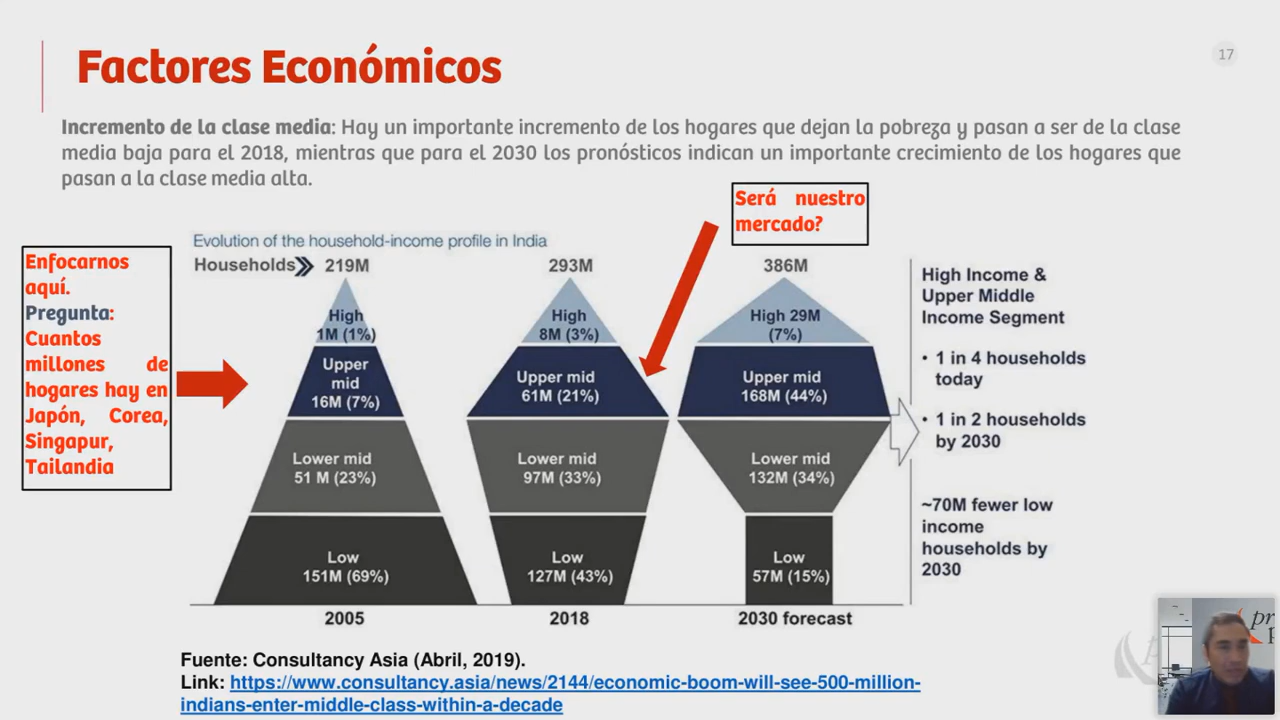 Factores Económicos
17
Incremento de la clase media: Hay un importante incremento de los hogares que dejan la pobreza y pasan a ser de la clase
media baja para el 2018, mientras que para el 2030 los pronósticos indican un importante crecimiento de los hogares que
pasan a la clase media alta.
Será nuestro
mercado?
Enfocarnos
aquí.
Pregunta:
Cuantos
millones de
hogares hay en
Japón, Corea,
Singapur,
Tailandia
Evolution of the household-income profile in India
Households
219M
293M
386M
High
1M (1%)
High
8M (3%)
High 29M
(7%)
Upper
mid
16M (7%)
Upper mid
61M (21%)
Upper mid
168M (44%)
Lower mid
51 M (23%)
Lower mid
97M (33%)
Lower mid
132M (34%)
Low
151M (69%)
Low
127M (43%)
Low
57M (15%)
2005
2018
2030 forecast
High Income &
Upper Middle
Income Segment
• 1 in 4 households
today
• 1 in 2 households
by 2030
~70M fewer low
income
households by
2030
Fuente: Consultancy Asia (Abril, 2019).
Link: https://www.consultancy.asia/news/2144/economic-boom-will-see-500-million-
indians-enter-middle-class-within-a-decade